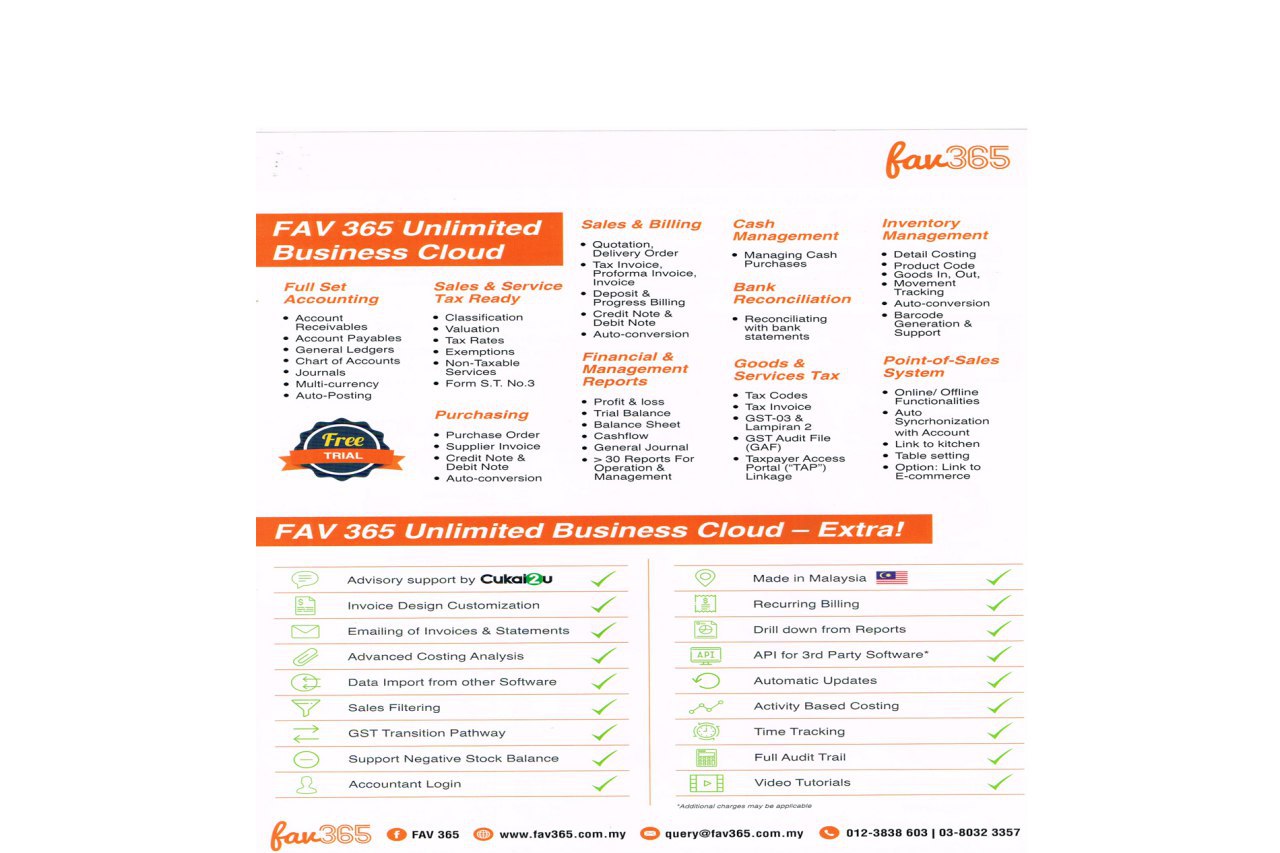 fav365
FAV 365 Unlimited
Business Cloud
Full Set
Accounting
• Account
Receivables
• Account Payables
• General Ledgers
• Chart of Accounts
• Journals
• Multi-currency
• Auto-Posting
Free
TRIAL
Sales & Service
Tax Ready
• Classification
• Valuation
• Tax Rates
• Exemptions
• Non-Taxable
Services
• Form S.T. No.3
Purchasing
• Purchase Order
• Supplier Invoice
• Credit Note &
Debit Note
• Auto-conversion
Sales & Billing
• Quotation,
Delivery Order
• Tax Invoice,
Proforma Invoice,
Invoice
• Deposit &
Progress Billing
• Credit Note &
Debit Note
• Auto-conversion
Financial &
Management
Reports
• Profit & loss
• Trial Balance
• Balance Sheet
• Cashflow
• General Journal
• > 30 Reports For
Operation &
Management
Cash
Management
• Managing Cash
Purchases
Bank
Reconciliation
• Reconciliating
with bank
statements
Goods &
Services Tax
• Tax Codes
• Tax Invoice
• GST-03 &
Lampiran 2
• GST Audit File
(GAF)
• Taxpayer Access
Portal ("TAP")
Linkage
Inventory
Management
• Detail Costing
• Product Code
• Goods In, Out,
• Movement
Tracking
• Auto-conversion
• Barcode
Generation &
Support
Point-of-Sales
System
• Online/ Offline
Functionalities
• Auto
Syncrhonization
with Account
• Link to kitchen
• Table setting
• Option: Link to
E-commerce
FAV 365 Unlimited Business Cloud – Extra!
Advisory support by Cukai2u
Invoice Design Customization
Emailing of Invoices & Statements
Advanced Costing Analysis
Data Import from other Software
Sales Filtering
GST Transition Pathway
Support Negative Stock Balance
Accountant Login
Made in Malaysia
Recurring Billing
Drill down from Reports
API API for 3rd Party Software*
Automatic Updates
Activity Based Costing
Time Tracking
Full Audit Trail
Video Tutorials
*Additional charges may be applicable
fav365 FAV 365 www.fav365.com.my query@fav365.com.my 012-3838 603 | 03-8032 3357